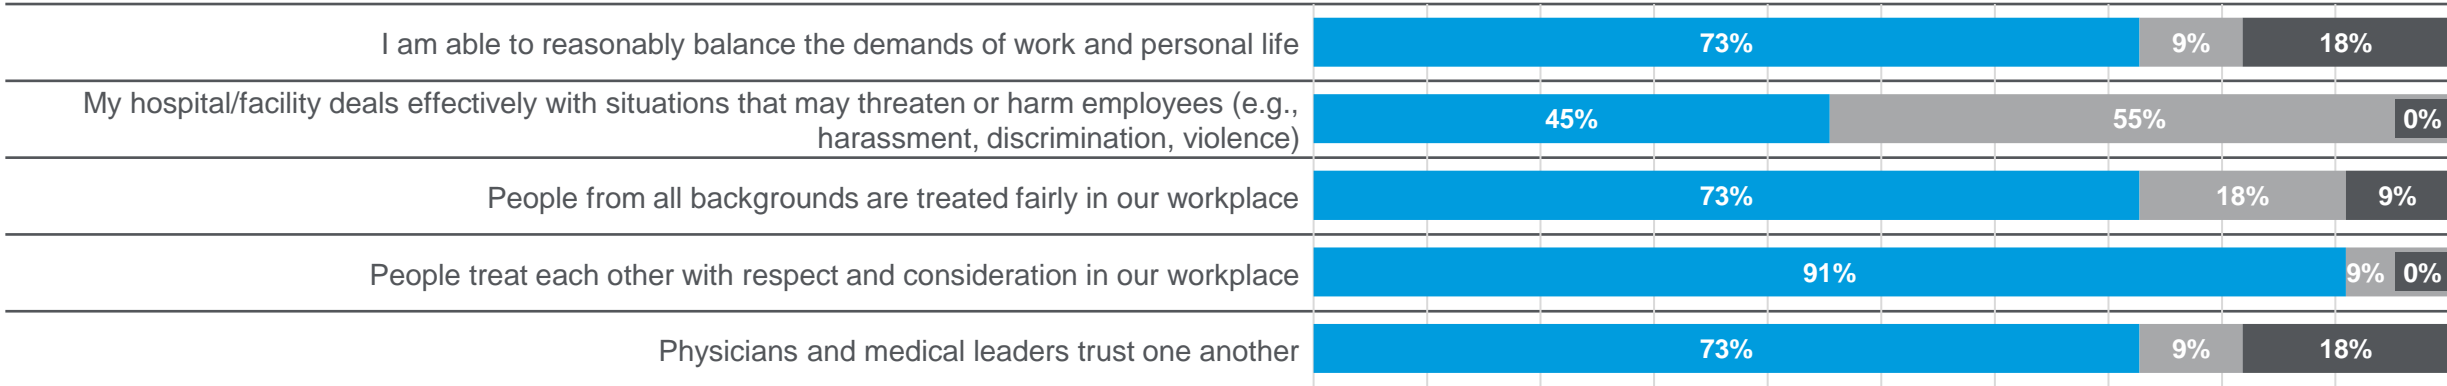 I am able to reasonably balance the demands of work and personal life 73% 9% 18%
My hospital/facility deals effectively with situations that may threaten or harm employees (e.g.,
harassment, discrimination, violence) 45% 55% 0%
People from all backgrounds are treated fairly in our workplace 73% 18% 9%
People treat each other with respect and consideration in our workplace 91% 9% 0%
Physicians and medical leaders trust one another 73% 9% 18%